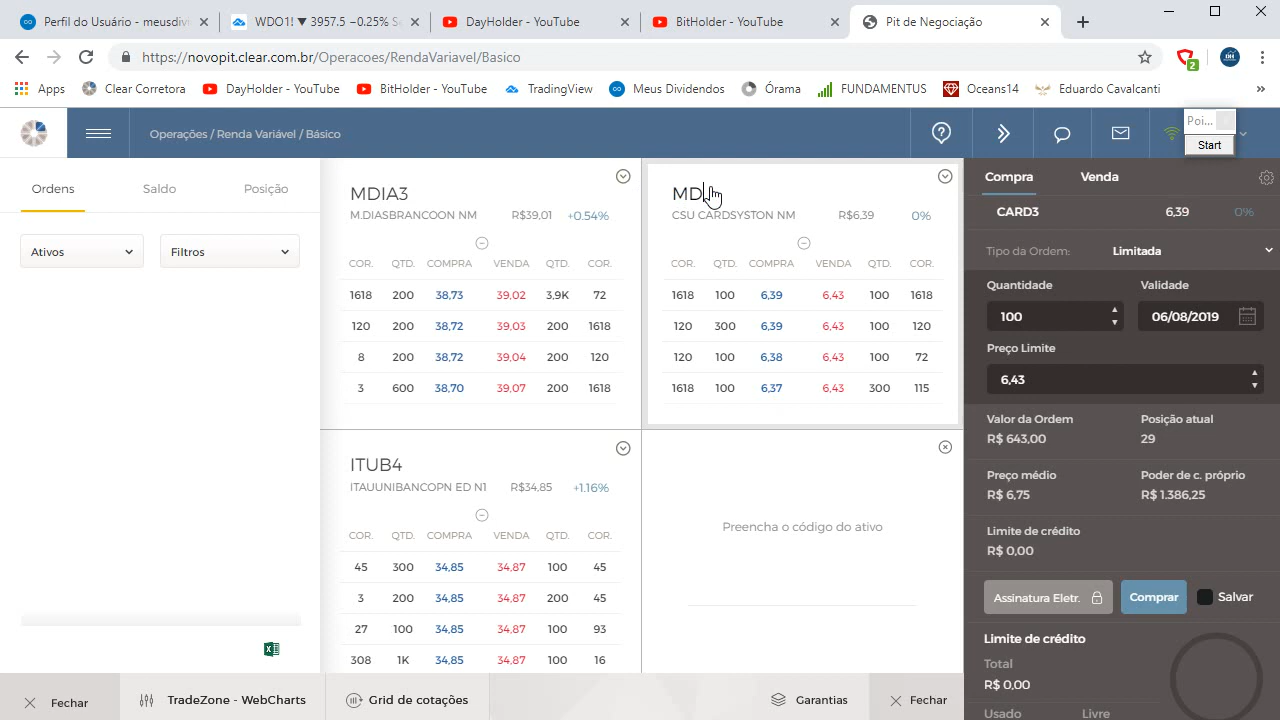 Perfil do Usuário - meusdivi
WDO1! ▼ 3957.5 −0.25% Se
DayHolder - YouTube
BitHolder - YouTube
Pit de Negociação
https://novopit.clear.com.br/Operacoes/RendaVariavel/Basico
2
Apps
Clear Corretora
DayHolder - YouTube
BitHolder - YouTube
TradingView
Meus Dividendos
Órama
FUNDAMENTUS
Oceans14
Eduardo Cavalcanti
»
Operações / Renda Variável / Básico
Poi...
Start
Ordens
Saldo
Posição
Ativos
Filtros
MDIA3
M.DIASBRANCOON NM R$39,01 +0.54%
COR. QTD. COMPRA VENDA QTD. COR.
1618 200 38,73 39,02 3,9K 72
120 200 38,72 39,03 200 1618
8 200 38,72 39,04 200 120
3 600 38,70 39,07 200 1618
MDI
CSU CARDSYSTON NM R$6,39 0%
COR. QTD. COMPRA VENDA QTD. COR.
1618 100 6,39 6,43 100 1618
120 300 6,39 6,43 100 120
120 100 6,38 6,43 100 72
1618 100 6,37 6,43 300 115
ITUB4
ITAUUNIBANCOPN ED N1 R$34,85 +1.16%
COR. QTD. COMPRA VENDA QTD. COR.
45 300 34,85 34,87 100 45
3 200 34,85 34,87 200 45
27 100 34,85 34,87 100 93
308 1K 34,85 34,87 100 16
Preencha o código do ativo
Compra
Venda
CARD3 6,39 0%
Tipo da Ordem: Limitada
Quantidade Validade
100 06/08/2019
Preço Limite
6,43
Valor da Ordem Posição atual
R$ 643,00 29
Preço médio Poder de c. próprio
R$ 6,75 R$ 1.386,25
Limite de crédito
R$ 0,00
Assinatura Eletr. Comprar Salvar
Limite de crédito
Total
R$ 0,00
Usado Livre
Fechar
TradeZone - WebCharts
Grid de cotações
Garantias
Fechar